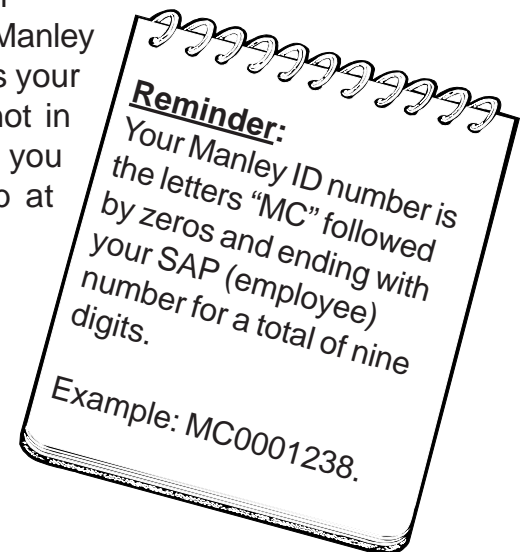 Manley
s your
not in
you
at
Reminder:
Your Manley ID number is
the letters “MC” followed
by zeros and ending with
your SAP (employee)
number for a total of nine
digits.
Example: MC0001238.